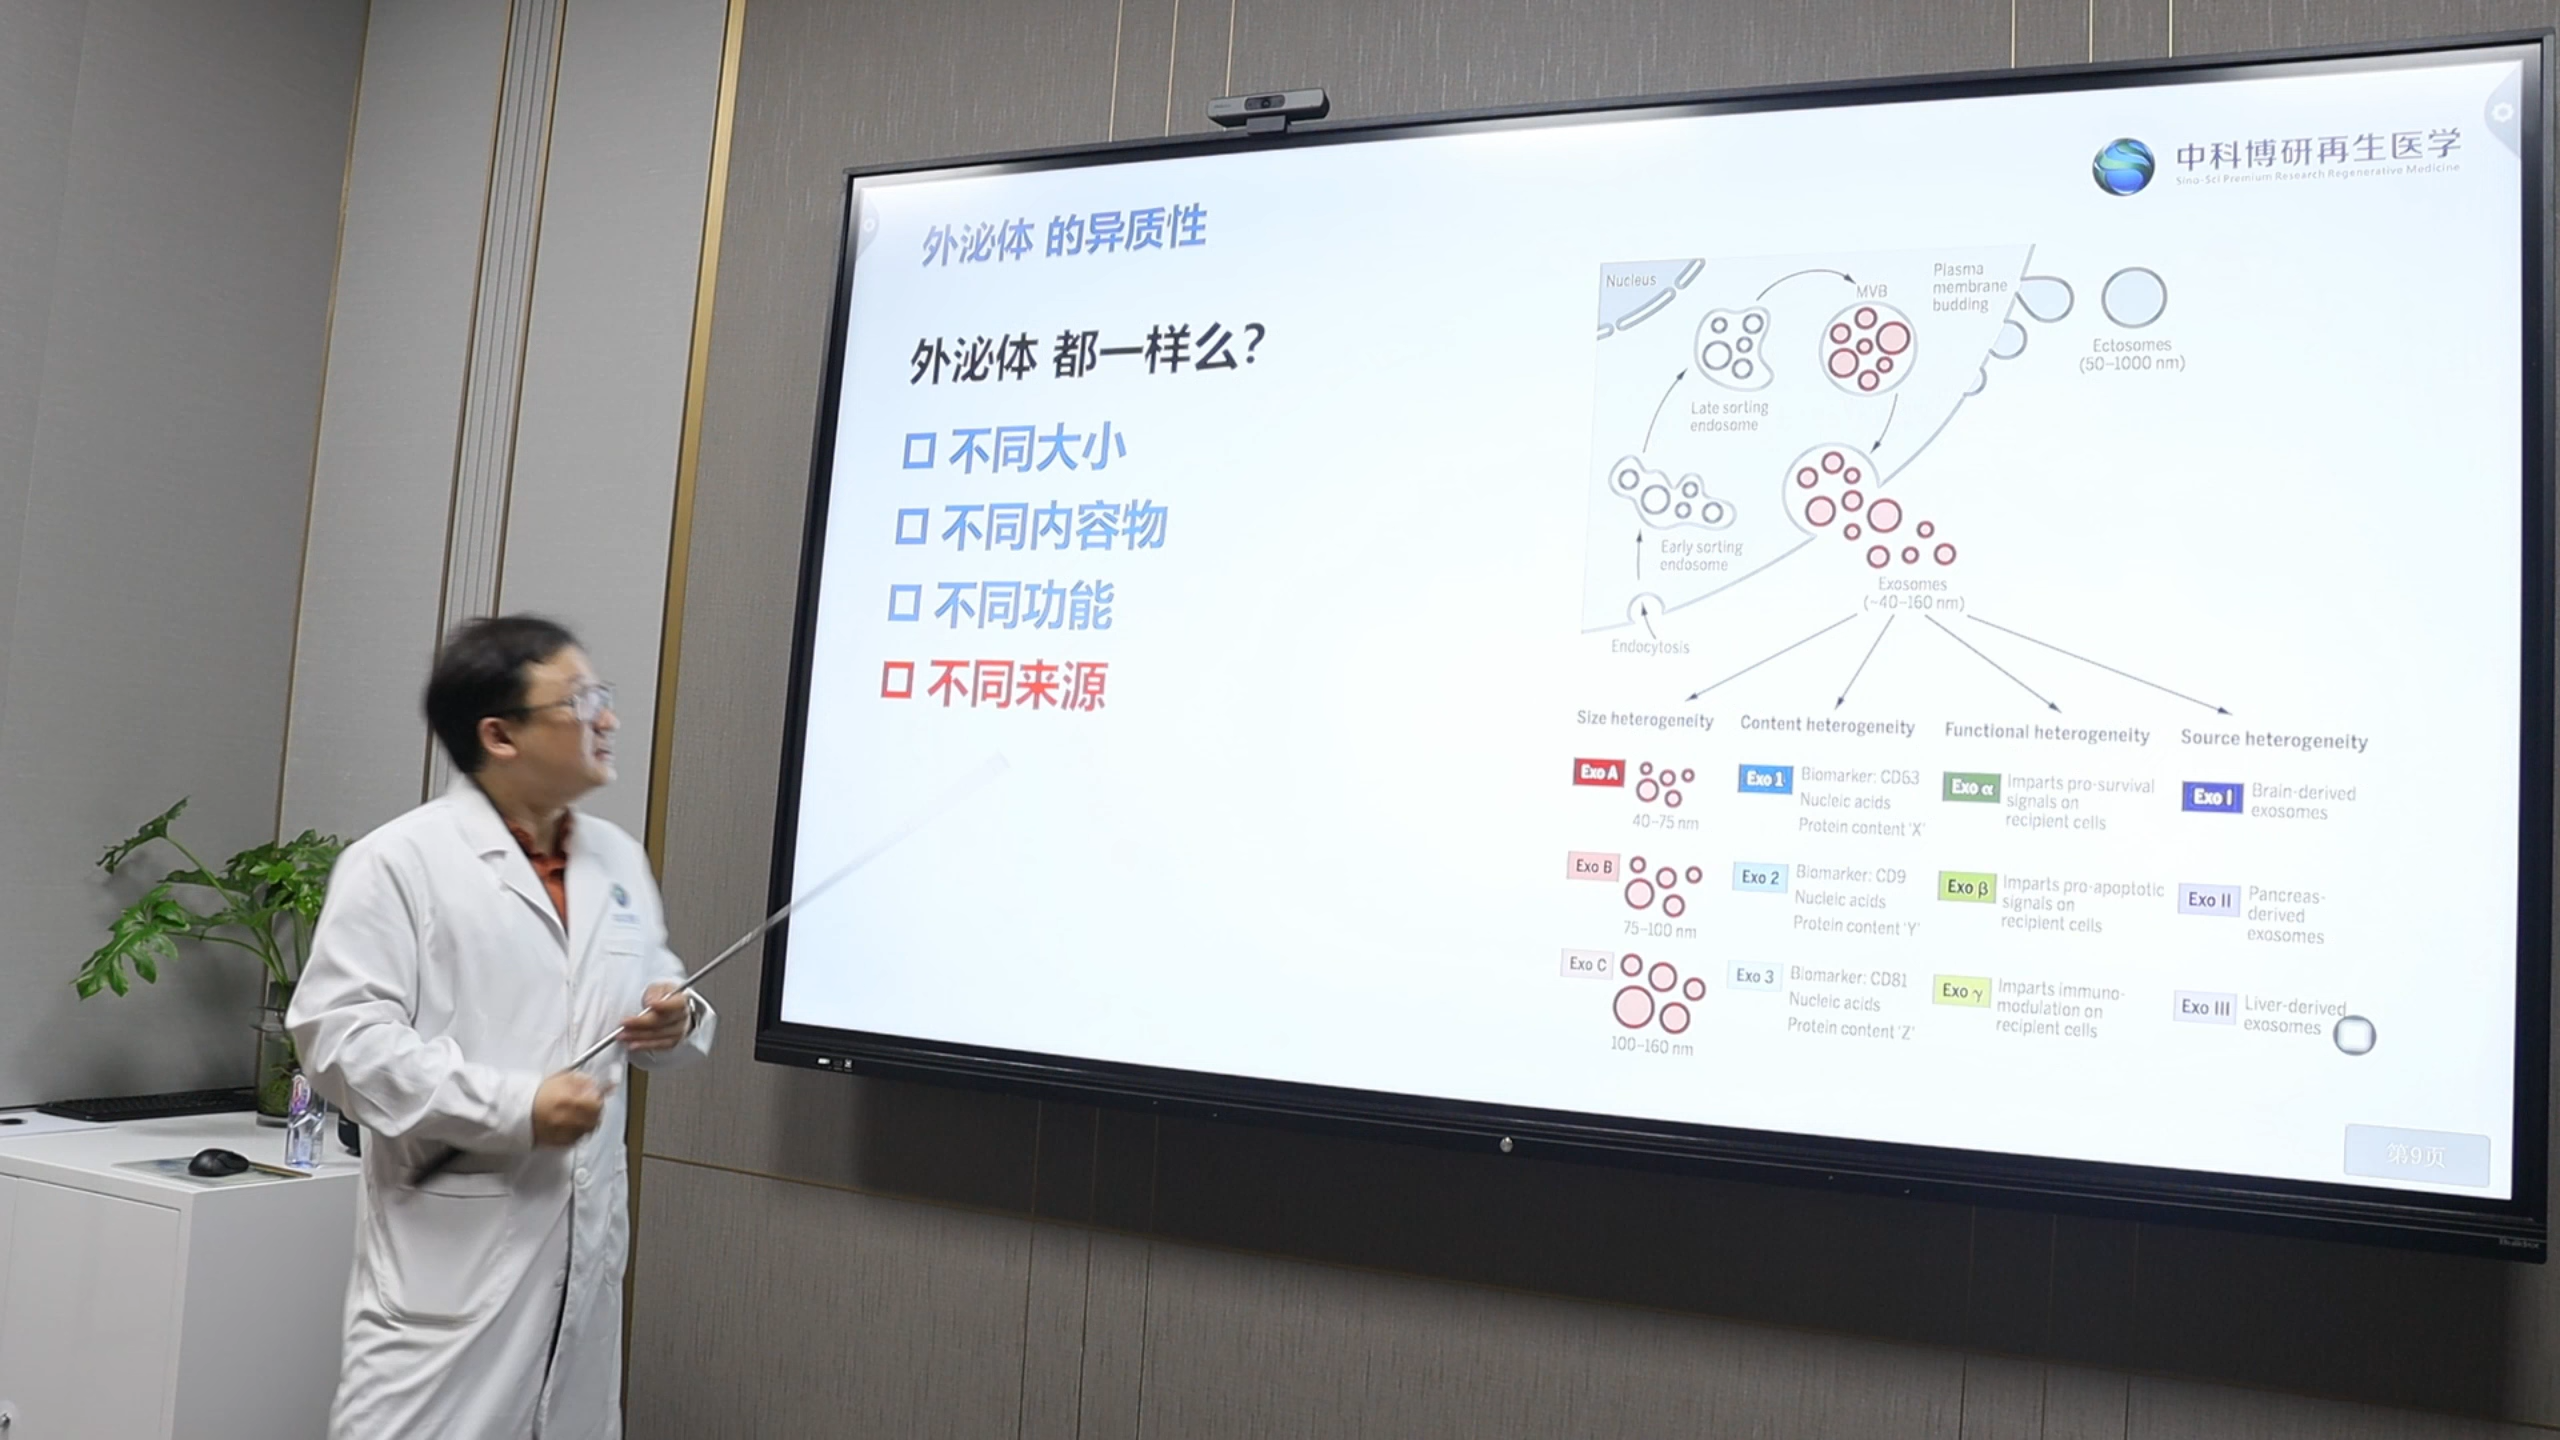 中科博研再生医学
Sino-Sci Premium Research Regenerative Medicine
外泌体 的异质性
外泌体 都一样么?
不同大小
不同内容物
不同功能
不同来源
Nucleus
MVB
Plasma
membrane
budding
Ectosomes
(50–1000 nm)
Late sorting
endosome
Early sorting
endosome
Endocytosis
Exosomes
(~40–160 nm)
Size heterogeneity
Exo A
40–75 nm
Exo B
75–100 nm
Exo C
100–160 nm
Content heterogeneity
Exo 1
Biomarker: CD63
Nucleic acids
Protein content 'X'
Exo 2
Biomarker: CD9
Nucleic acids
Protein content 'Y'
Exo 3
Biomarker: CD81
Nucleic acids
Protein content 'Z'
Functional heterogeneity
Exo α
Imparts pro-survival
signals on
recipient cells
Exo β
Imparts pro-apoptotic
signals on
recipient cells
Exo γ
Imparts immuno-
modulation on
recipient cells
Source heterogeneity
Exo I
Brain-derived
exosomes
Exo II
Pancreas-
derived
exosomes
Exo III
Liver-derived
exosomes
第9页